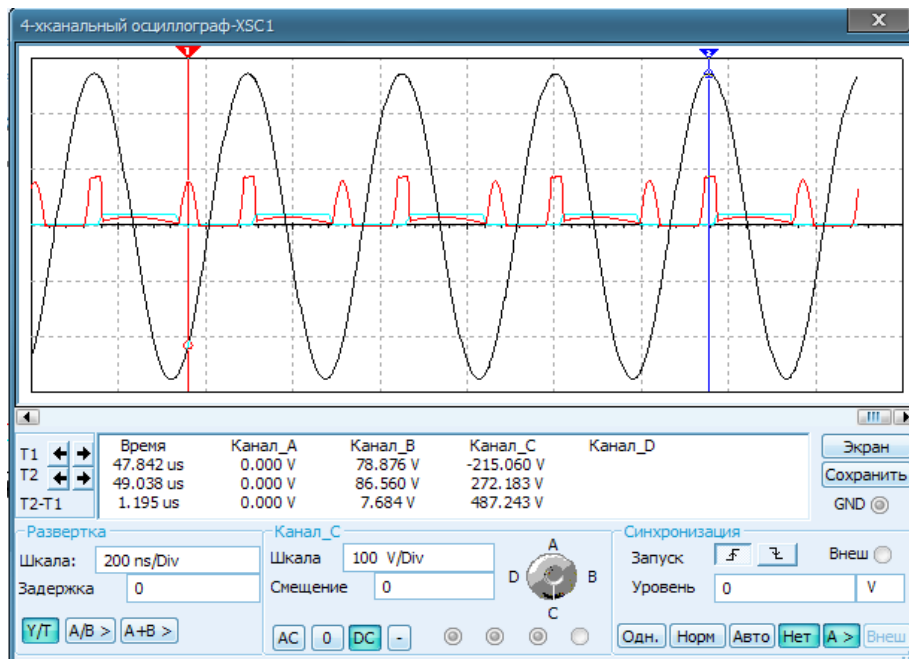 4-хканальный осциллограф-XSC1
X
1
2
Время Канал_A Канал_B Канал_C Канал_D
T1 47.842 us 0.000 V 78.876 V -215.060 V
T2 49.038 us 0.000 V 86.560 V 272.183 V
T2-T1 1.195 us 0.000 V 7.684 V 487.243 V
Экран
Сохранить
GND
Развертка
Шкала: 200 ns/Div
Задержка 0
Y/T A/B > A+B >
Канал_C
Шкала 100 V/Div
Смещение 0
AC 0 DC -
A
D B
C
Синхронизация
Запуск Внеш
Уровень 0 V
Одн. Норм Авто Нет A > Внеш